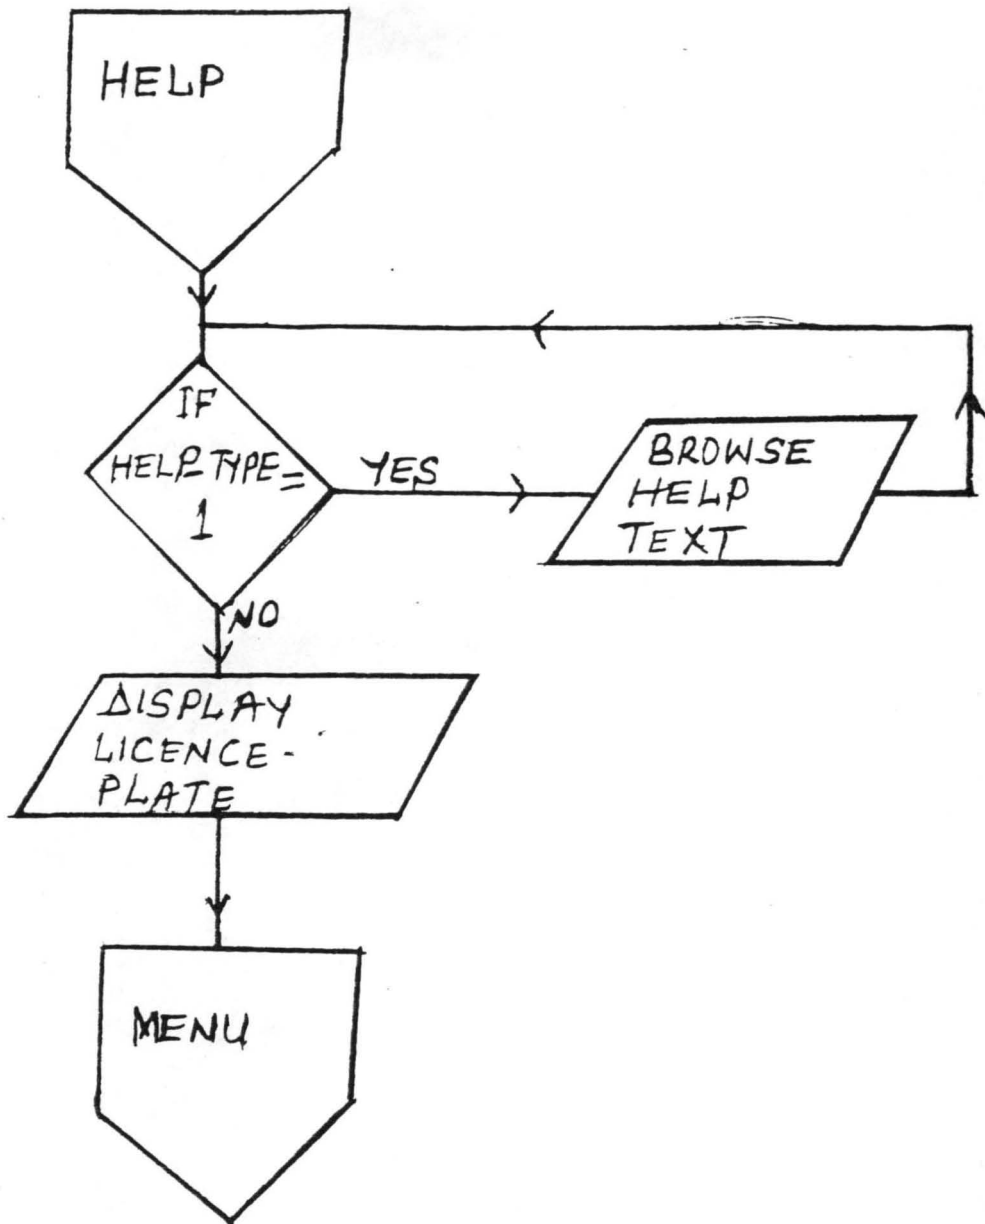 HELP
IF
HELP TYPE =
1
YES
BROWSE
HELP
TEXT
NO
DISPLAY
LICENCE-
PLATE
MENU